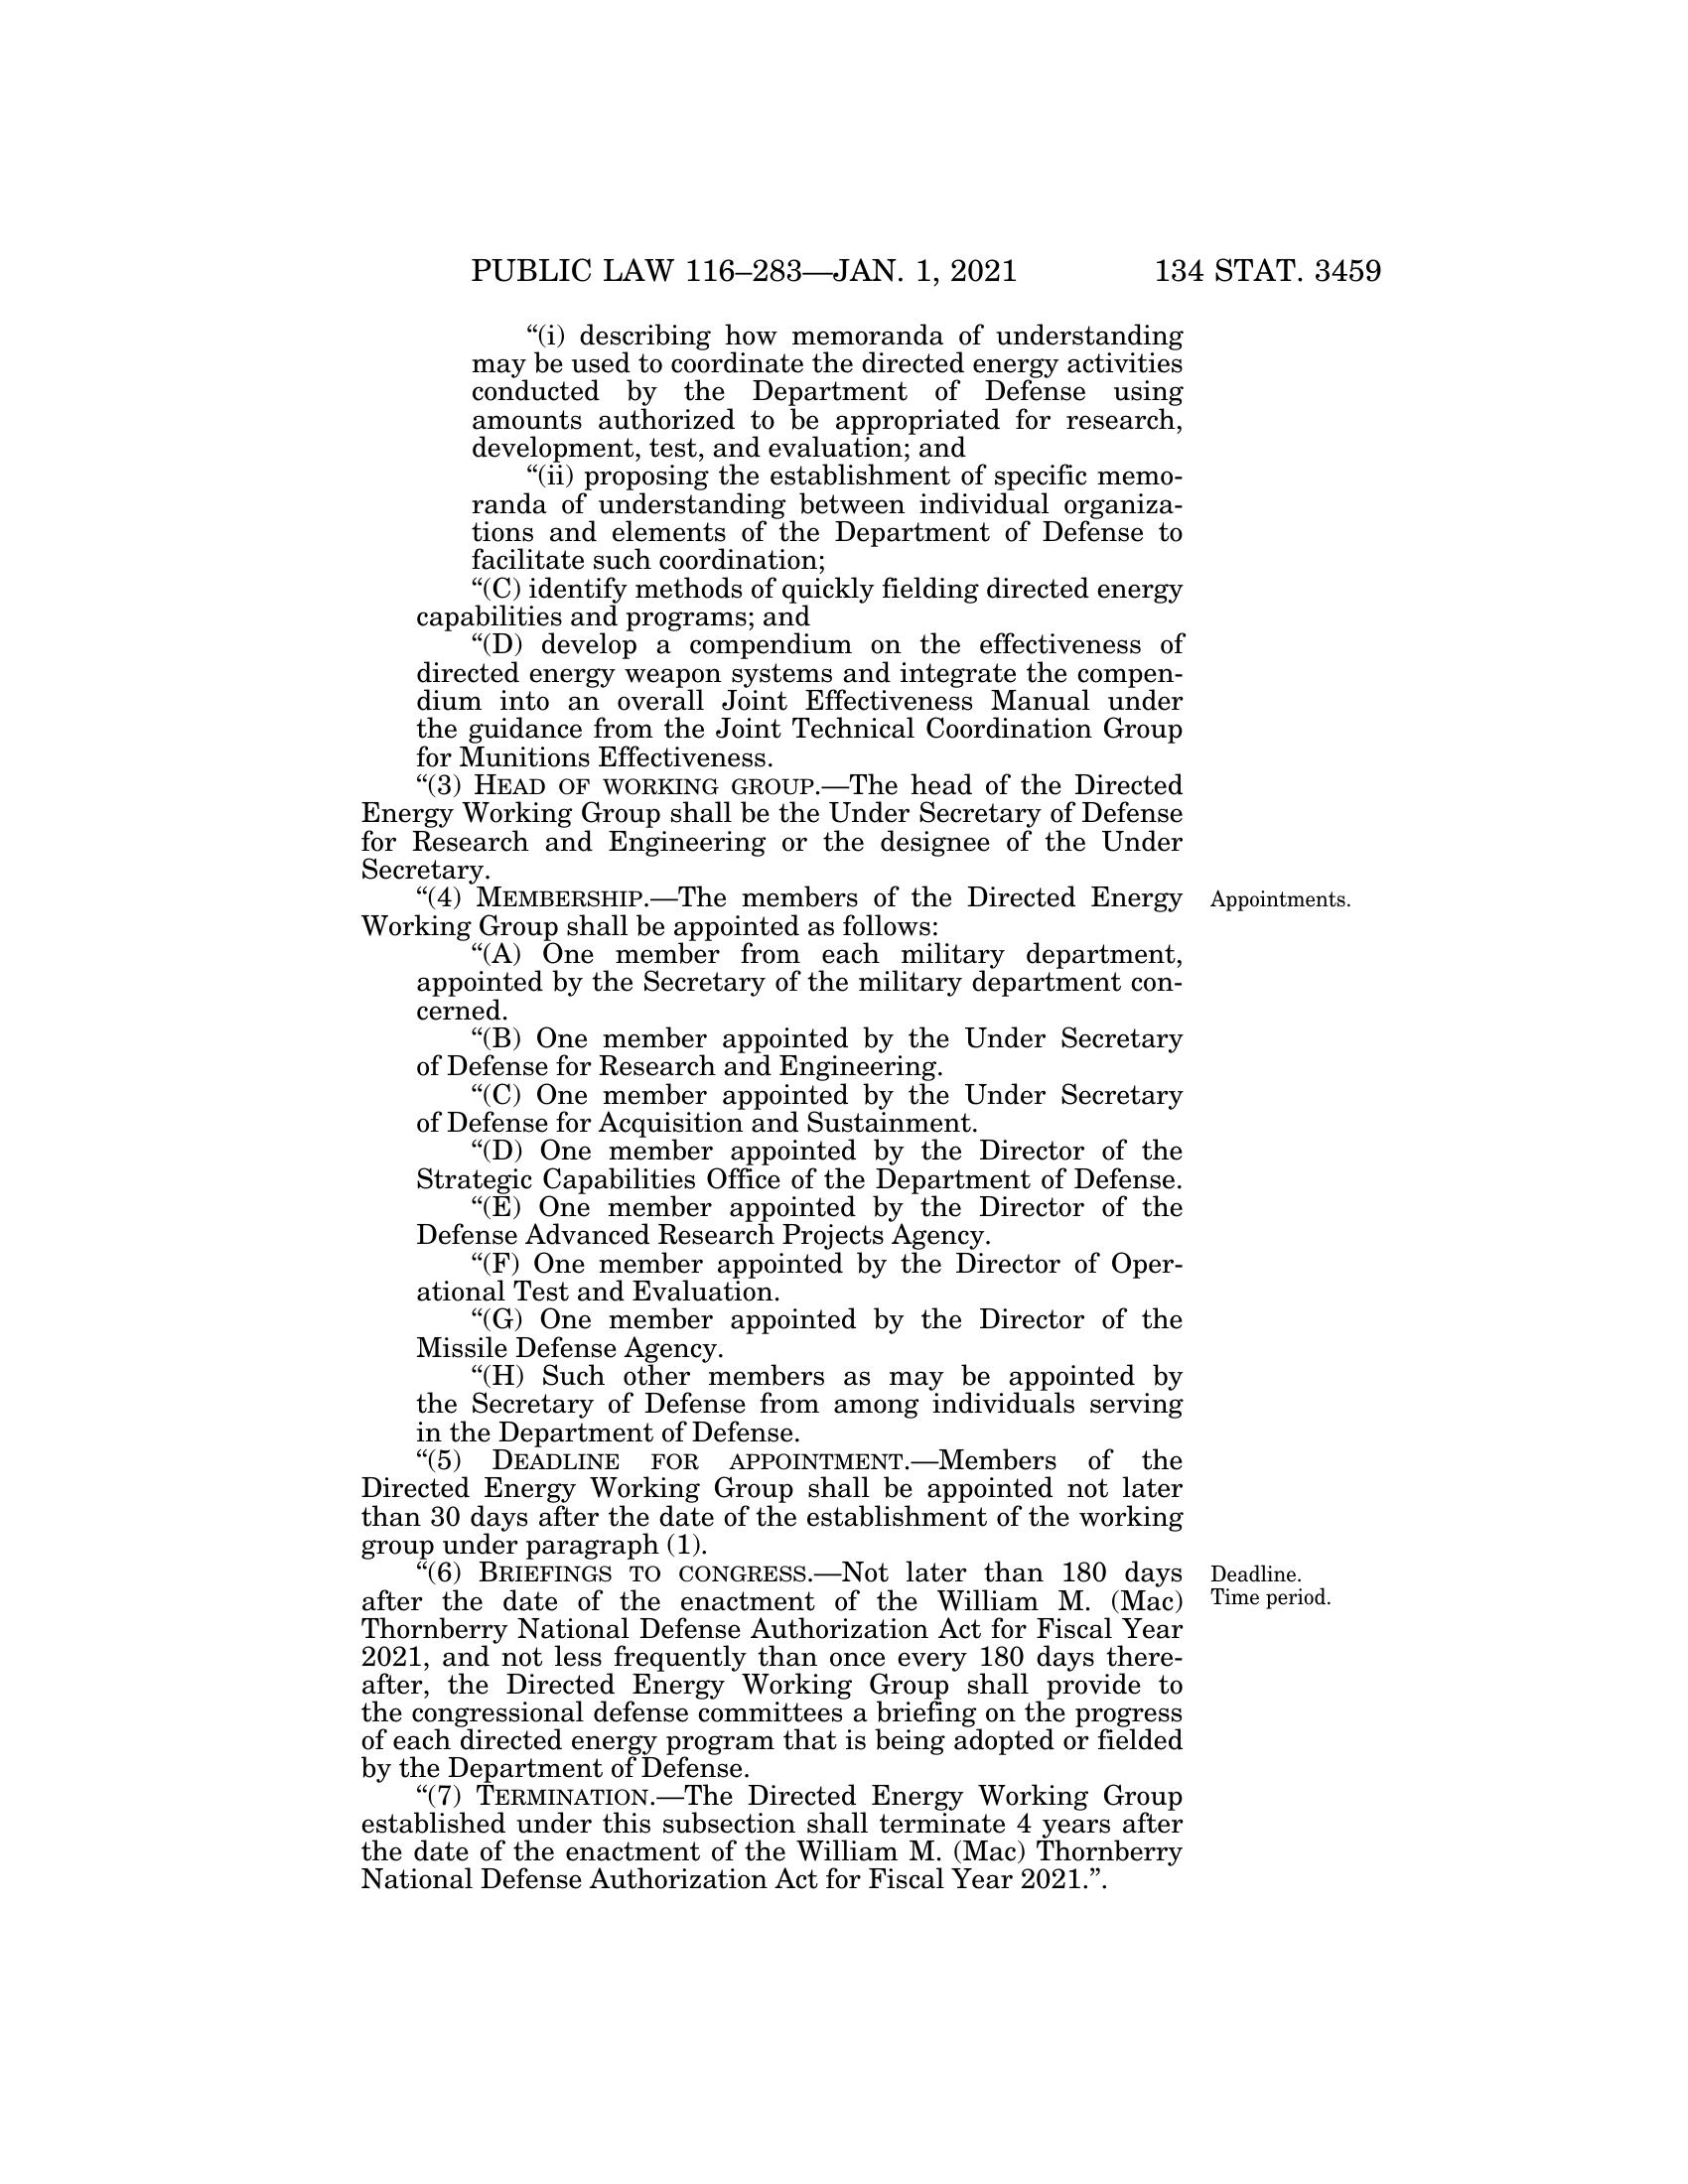 PUBLIC LAW 116–283—JAN. 1, 2021 134 STAT. 3459
“(i) describing how memoranda of understanding
may be used to coordinate the directed energy activities
conducted by the Department of Defense using
amounts authorized to be appropriated for research,
development, test, and evaluation; and
“(ii) proposing the establishment of specific memo-
randa of understanding between individual organiza-
tions and elements of the Department of Defense to
facilitate such coordination;
“(C) identify methods of quickly fielding directed energy
capabilities and programs; and
“(D) develop a compendium on the effectiveness of
directed energy weapon systems and integrate the compen-
dium into an overall Joint Effectiveness Manual under
the guidance from the Joint Technical Coordination Group
for Munitions Effectiveness.
“(3) HEAD OF WORKING GROUP.—The head of the Directed
Energy Working Group shall be the Under Secretary of Defense
for Research and Engineering or the designee of the Under
Secretary.
“(4) MEMBERSHIP.—The members of the Directed Energy
Working Group shall be appointed as follows:
Appointments.
“(A) One member from each military department,
appointed by the Secretary of the military department con-
cerned.
“(B) One member appointed by the Under Secretary
of Defense for Research and Engineering.
“(C) One member appointed by the Under Secretary
of Defense for Acquisition and Sustainment.
“(D) One member appointed by the Director of the
Strategic Capabilities Office of the Department of Defense.
“(E) One member appointed by the Director of the
Defense Advanced Research Projects Agency.
“(F) One member appointed by the Director of Oper-
ational Test and Evaluation.
“(G) One member appointed by the Director of the
Missile Defense Agency.
“(H) Such other members as may be appointed by
the Secretary of Defense from among individuals serving
in the Department of Defense.
“(5) DEADLINE FOR APPOINTMENT.—Members of the
Directed Energy Working Group shall be appointed not later
than 30 days after the date of the establishment of the working
group under paragraph (1).
“(6) BRIEFINGS TO CONGRESS.—Not later than 180 days
after the date of the enactment of the William M. (Mac)
Thornberry National Defense Authorization Act for Fiscal Year
2021, and not less frequently than once every 180 days there-
after, the Directed Energy Working Group shall provide to
the congressional defense committees a briefing on the progress
of each directed energy program that is being adopted or fielded
by the Department of Defense.
Deadline.
Time period.
“(7) TERMINATION.—The Directed Energy Working Group
established under this subsection shall terminate 4 years after
the date of the enactment of the William M. (Mac) Thornberry
National Defense Authorization Act for Fiscal Year 2021.”.